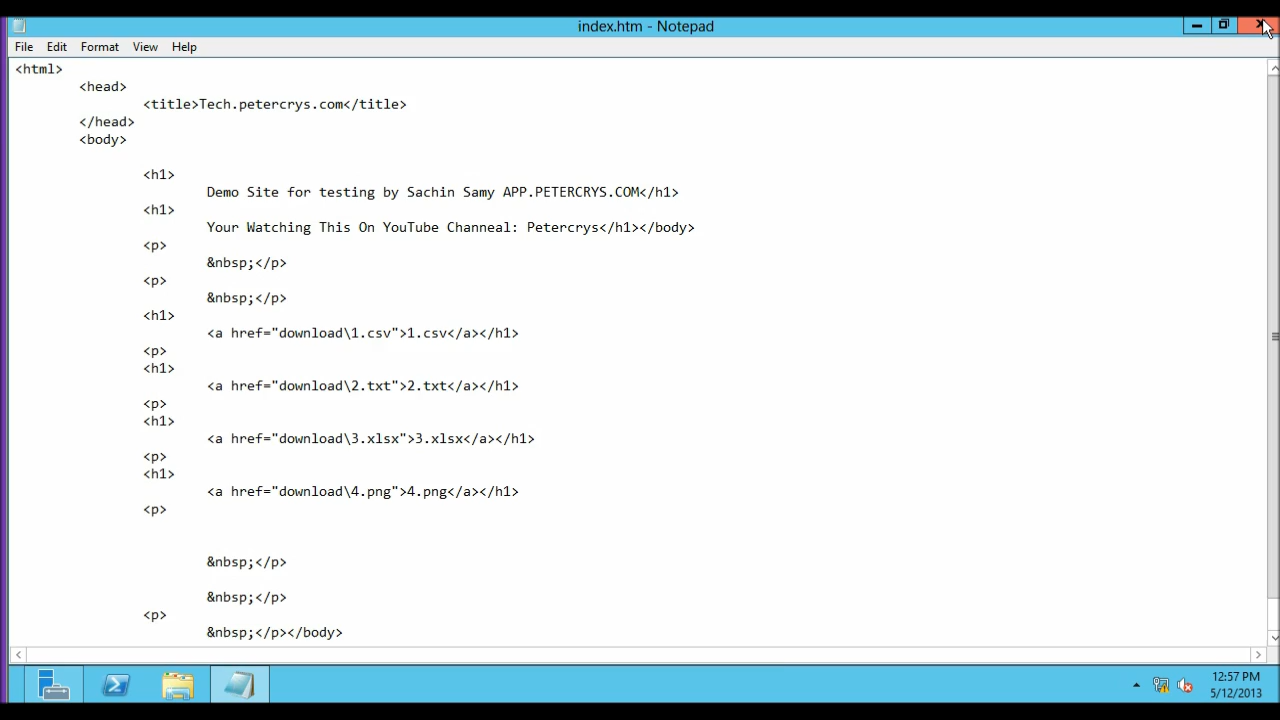 index.htm - Notepad
File Edit Format View Help
<html>
<head>
<title>Tech.petercrys.com</title>
</head>
<body>
<h1>
Demo Site for testing by Sachin Samy APP.PETERCRYS.COM</h1>
<h1>
Your Watching This On YouTube Channeal: Petercrys</h1></body>
<p>
&nbsp;</p>
<p>
&nbsp;</p>
<h1>
<a href="download\1.csv">1.csv</a></h1>
<p>
<h1>
<a href="download\2.txt">2.txt</a></h1>
<p>
<h1>
<a href="download\3.xlsx">3.xlsx</a></h1>
<p>
<h1>
<a href="download\4.png">4.png</a></h1>
<p>
&nbsp;</p>
&nbsp;</p>
<p>
&nbsp;</p></body>
12:57 PM
5/12/2013